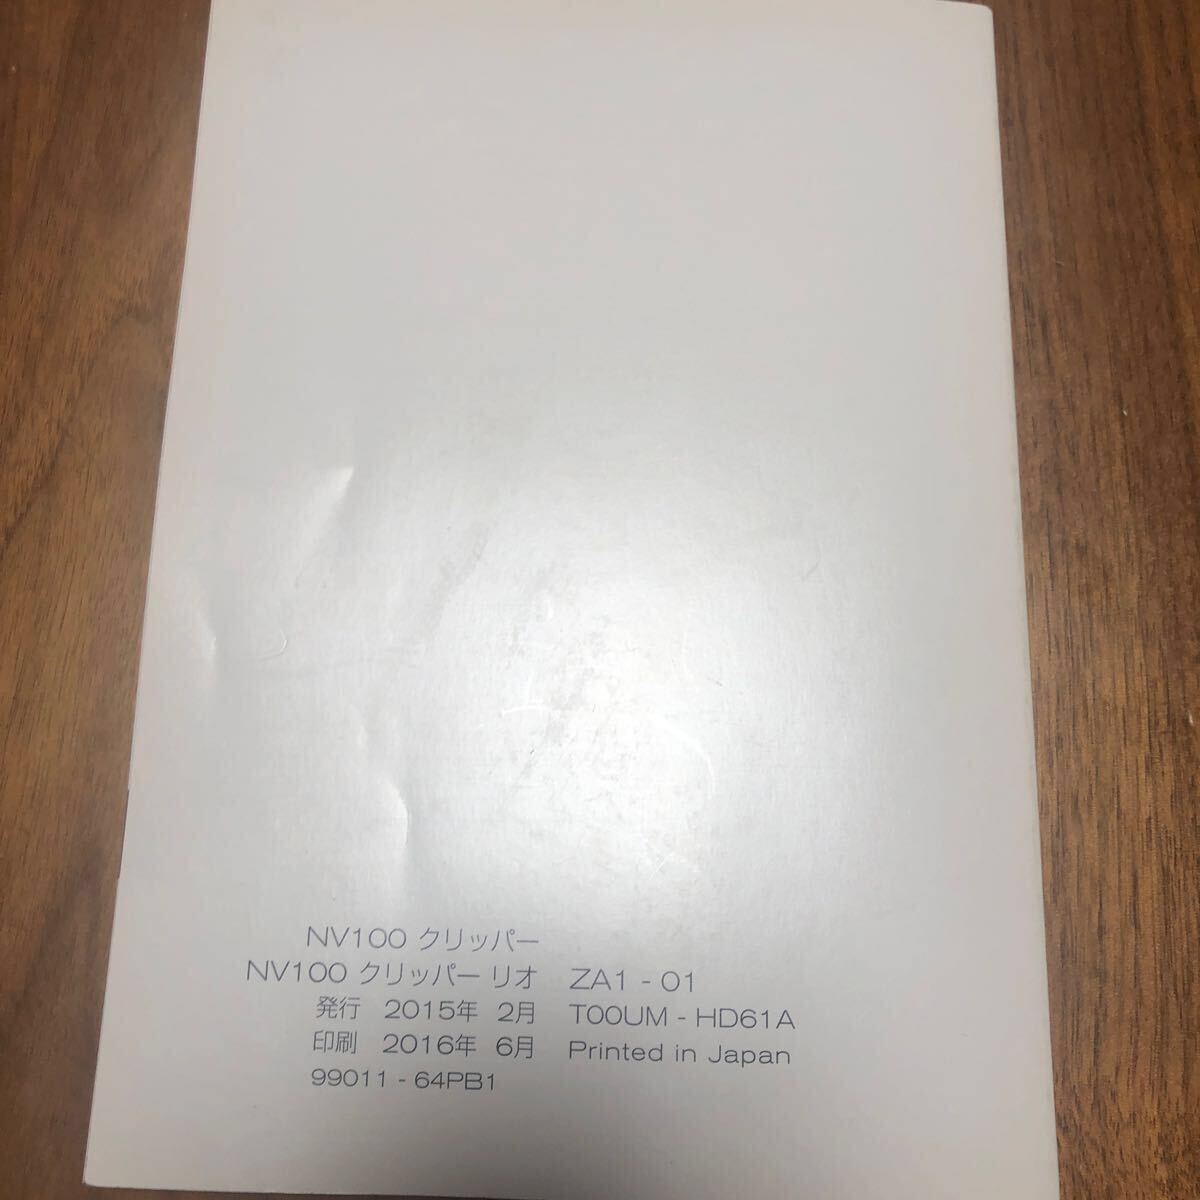 NV100 クリッパー
NV100 クリッパー リオ ZA1 - 01
発行 2015年 2月 T00UM - HD61A
印刷 2016年 6月 Printed in Japan
99011 - 64PB1